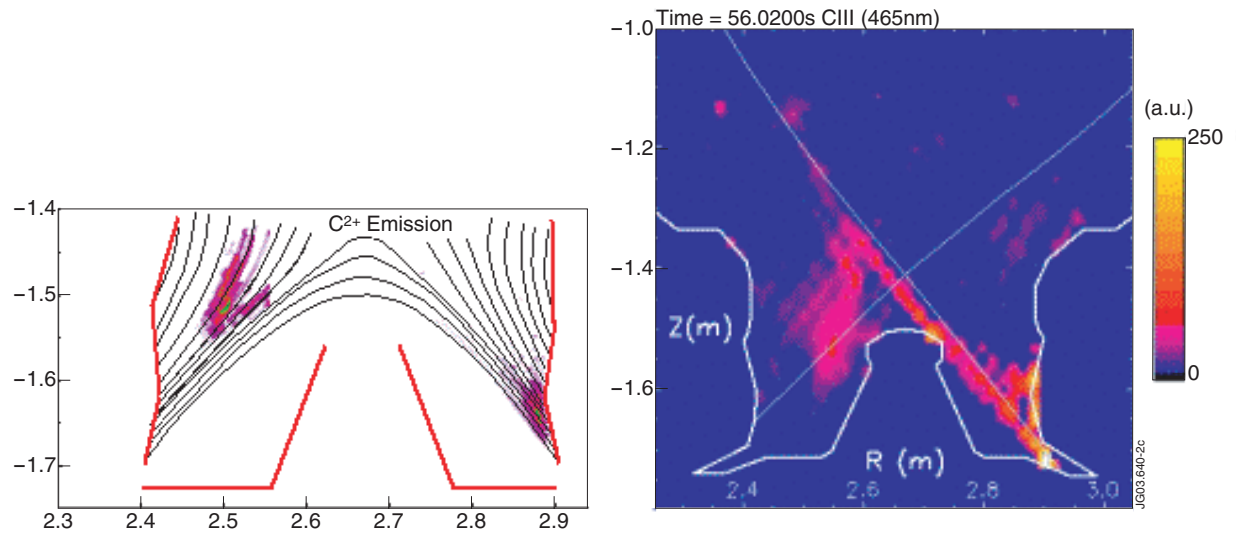 Time = 56.0200s CIII (465nm)
−1.0
(a.u.)
250
−1.2
−1.4
C²⁺ Emission
−1.4
−1.5
Z(m)
0
−1.6
−1.6
R (m)
−1.7
2.4 2.6 2.8 3.0
JG03.640-2c
2.3 2.4 2.5 2.6 2.7 2.8 2.9